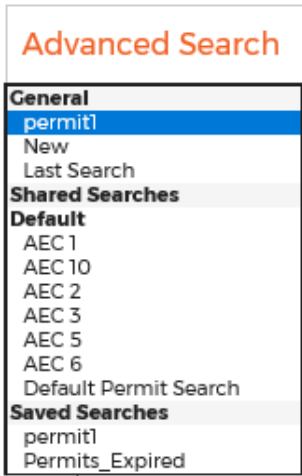 Advanced Search
General
permit1
New
Last Search
Shared Searches
Default
AEC 1
AEC 10
AEC 2
AEC 3
AEC 5
AEC 6
Default Permit Search
Saved Searches
permit1
Permits_Expired